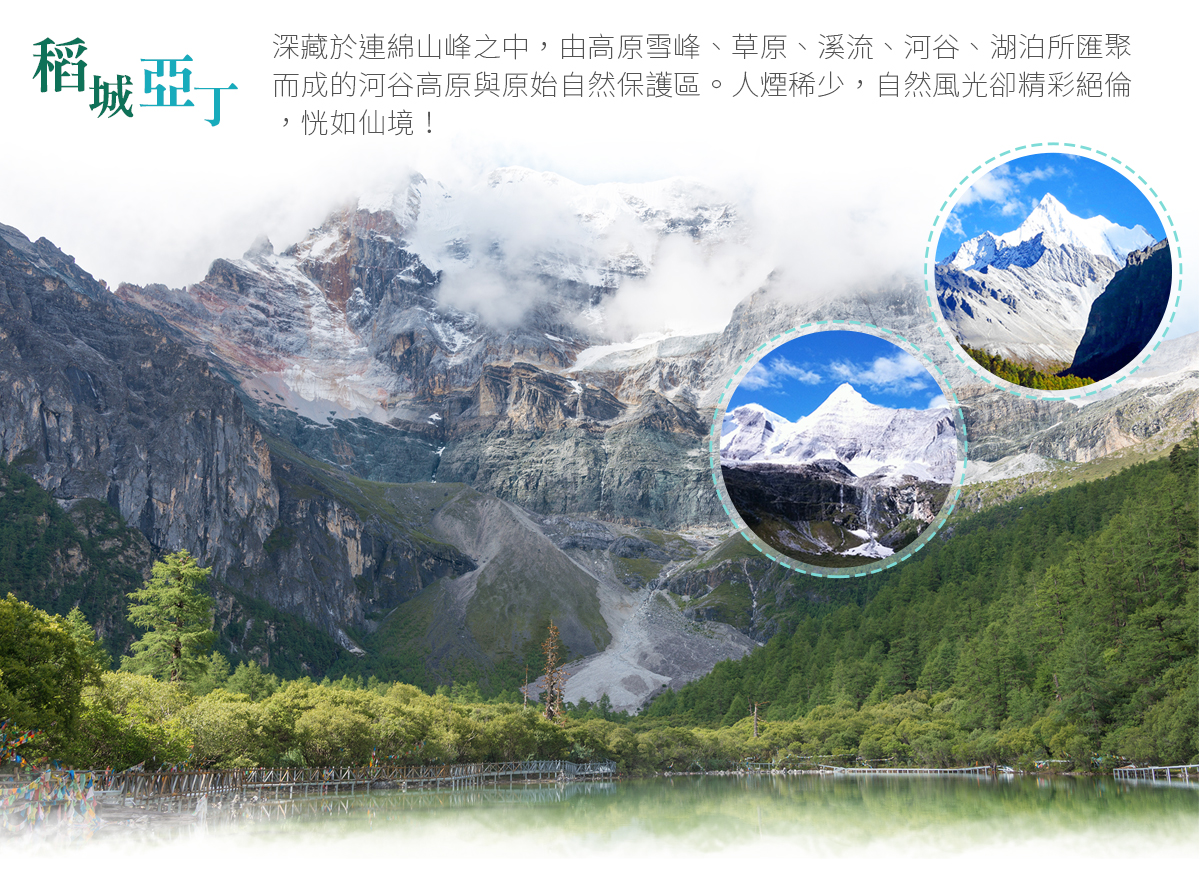 稻城亞丁
深藏於連綿山峰之中，由高原雪峰、草原、溪流、河谷、湖泊所匯聚
而成的河谷高原與原始自然保護區。人煙稀少，自然風光卻精彩絕倫
，恍如仙境！